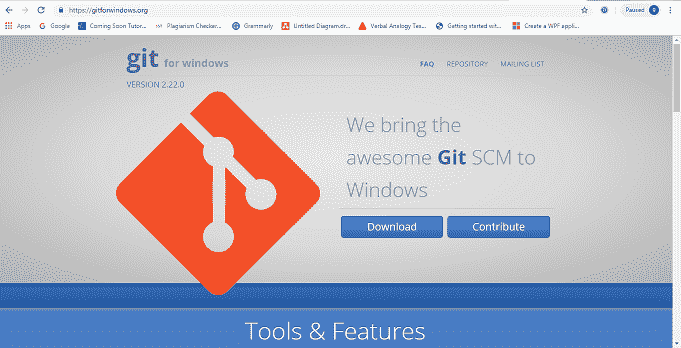 https://gitforwindows.org
Paused
Apps Google Coming Soon Tutor... Plagiarism Checker... Grammarly Untitled Diagram.dr... Verbal Analogy Tes... Getting started wit... Create a WPF appli...
git for windows
FAQ REPOSITORY MAILING LIST
VERSION 2.22.0
We bring the
awesome Git SCM to
Windows
Download Contribute
Tools & Features